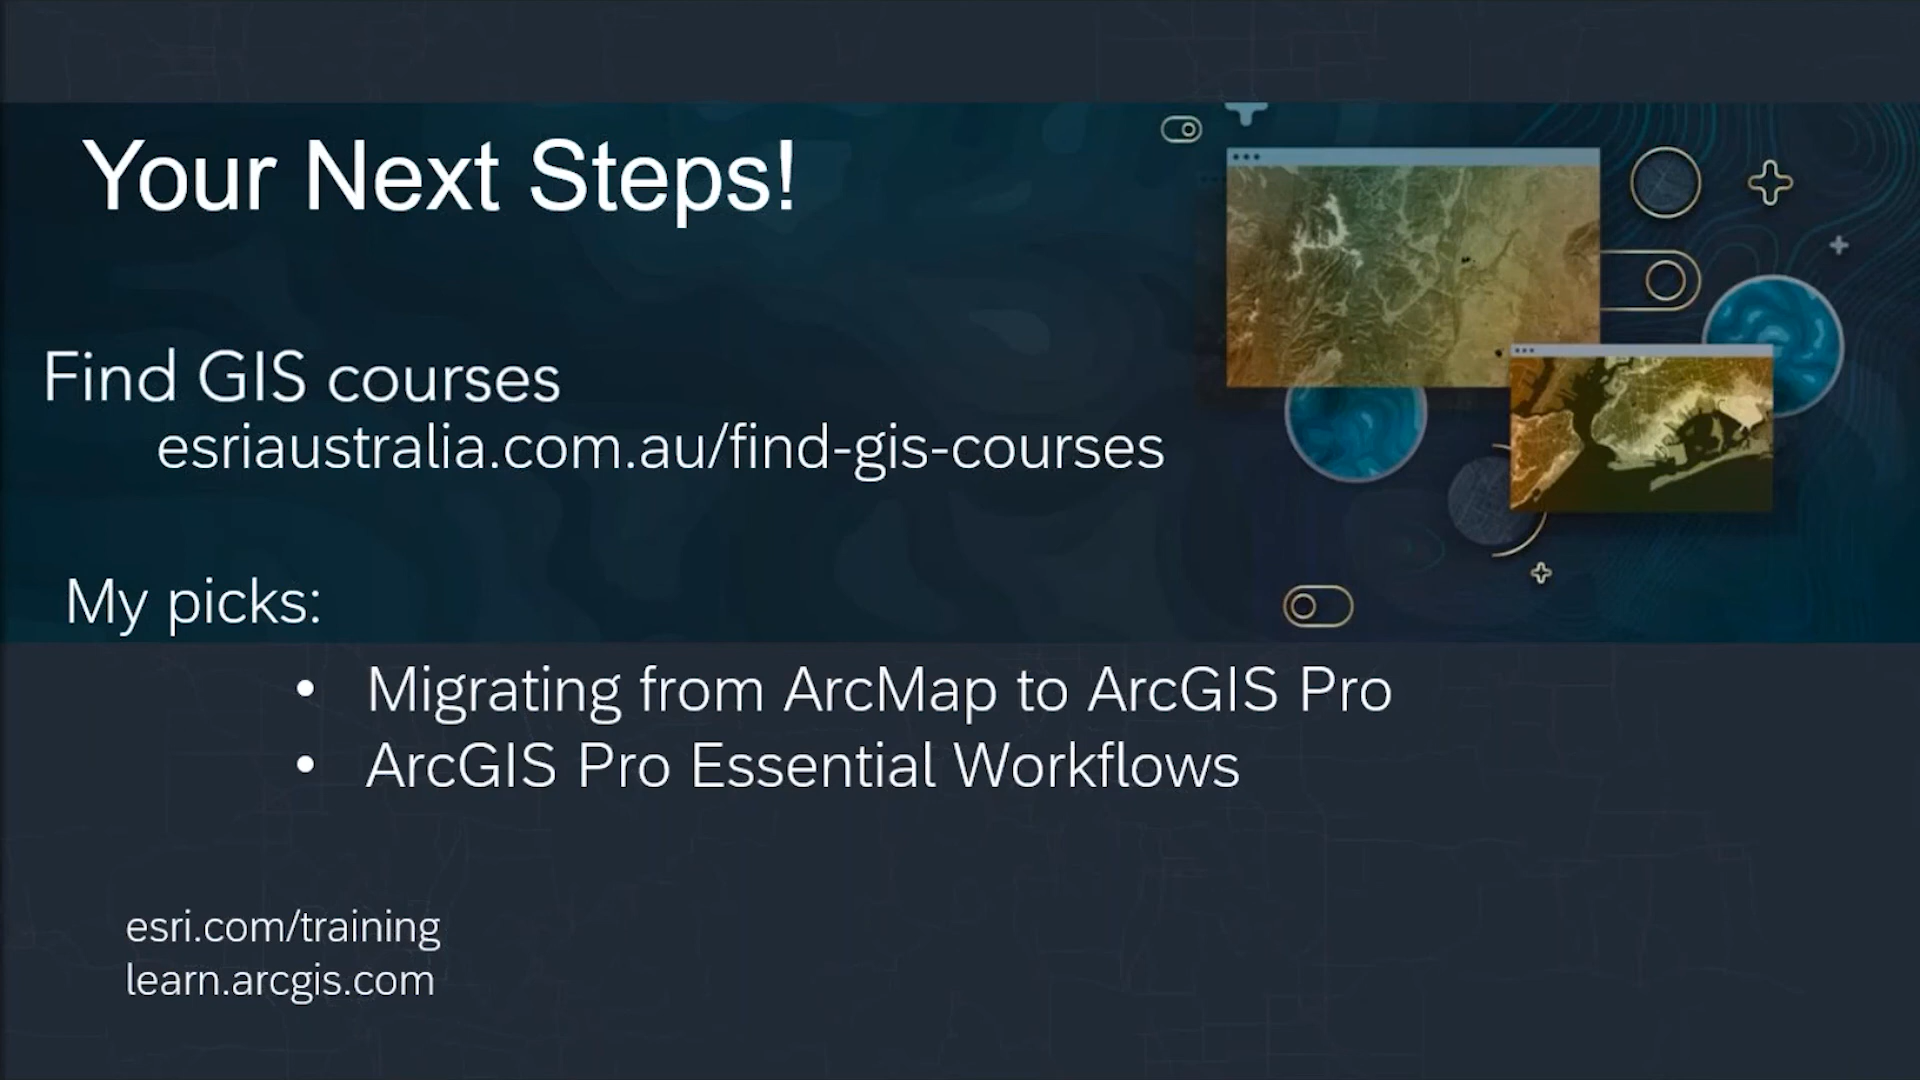 Your Next Steps!
Find GIS courses
esriaustralia.com.au/find-gis-courses
My picks:
• Migrating from ArcMap to ArcGIS Pro
• ArcGIS Pro Essential Workflows
esri.com/training
learn.arcgis.com